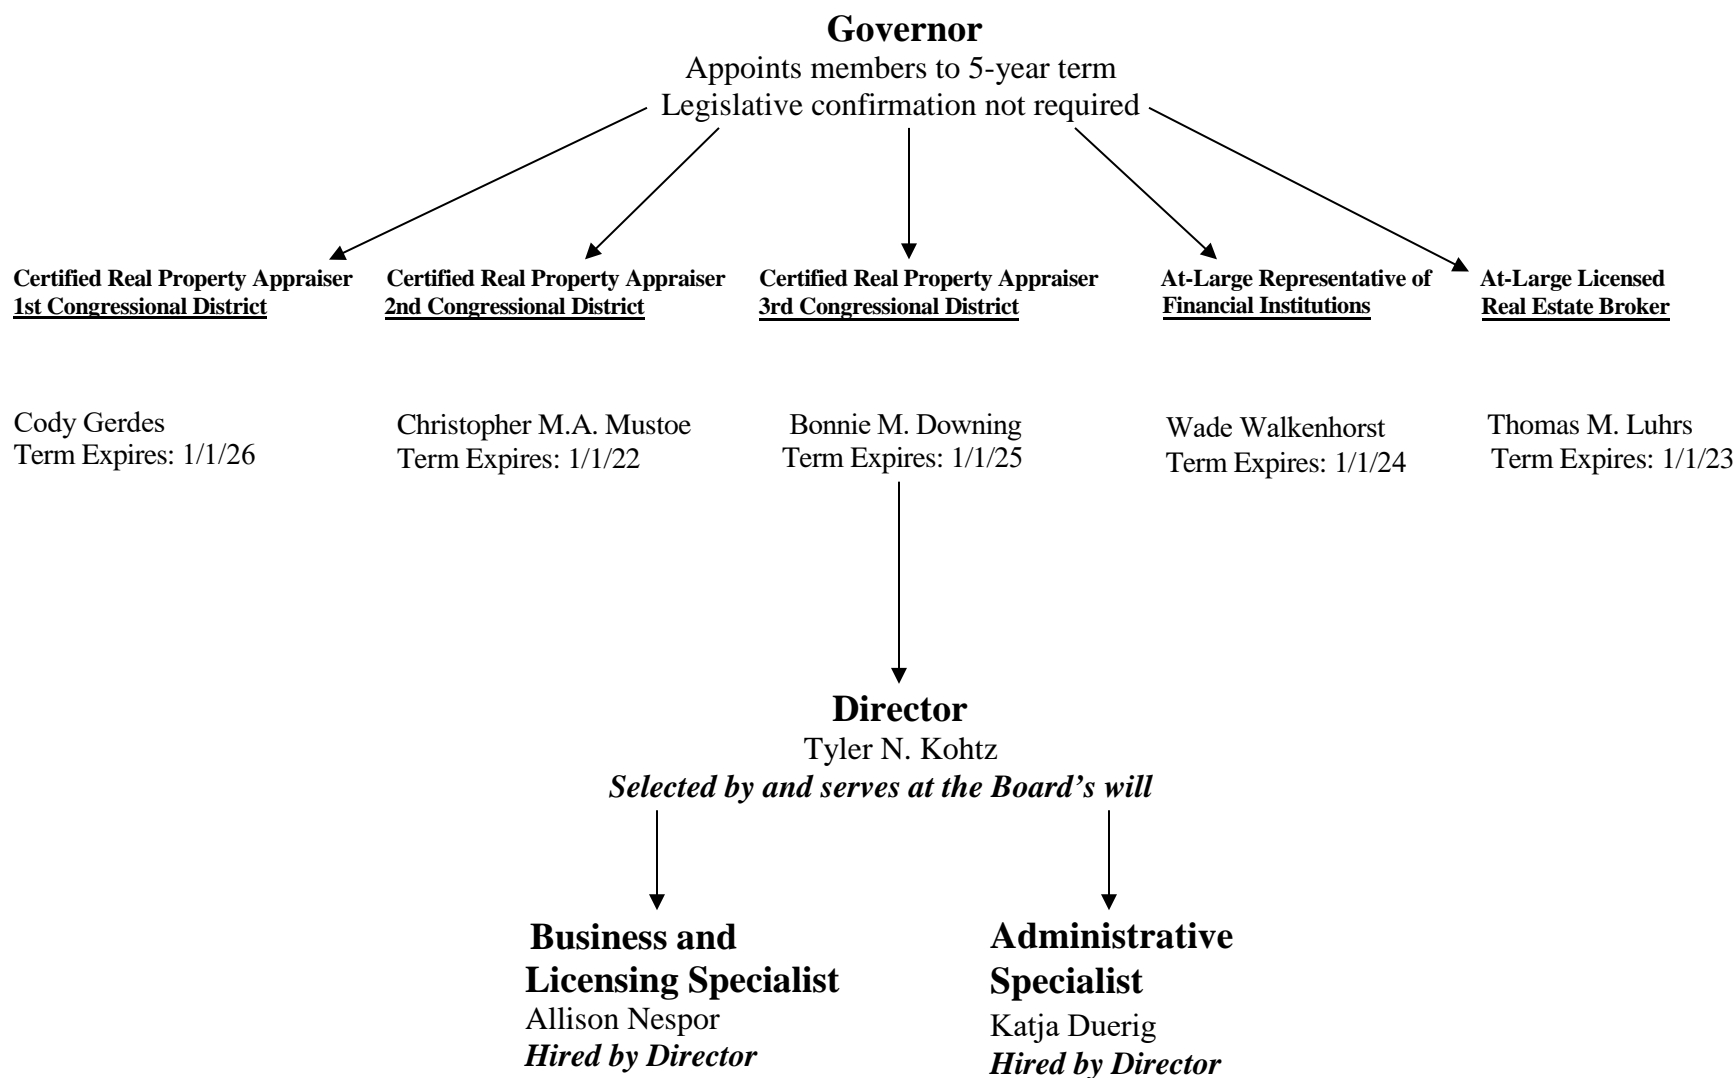 Governor
Appoints members to 5-year term
Legislative confirmation not required
Certified Real Property Appraiser
1st Congressional District
Certified Real Property Appraiser
2nd Congressional District
Certified Real Property Appraiser
3rd Congressional District
At-Large Representative of
Financial Institutions
At-Large Licensed
Real Estate Broker
Cody Gerdes
Term Expires: 1/1/26
Christopher M.A. Mustoe
Term Expires: 1/1/22
Bonnie M. Downing
Term Expires: 1/1/25
Wade Walkenhorst
Term Expires: 1/1/24
Thomas M. Luhrs
Term Expires: 1/1/23
Director
Tyler N. Kohtz
Selected by and serves at the Board’s will
Business and
Licensing Specialist
Allison Nespor
Hired by Director
Administrative
Specialist
Katja Duerig
Hired by Director